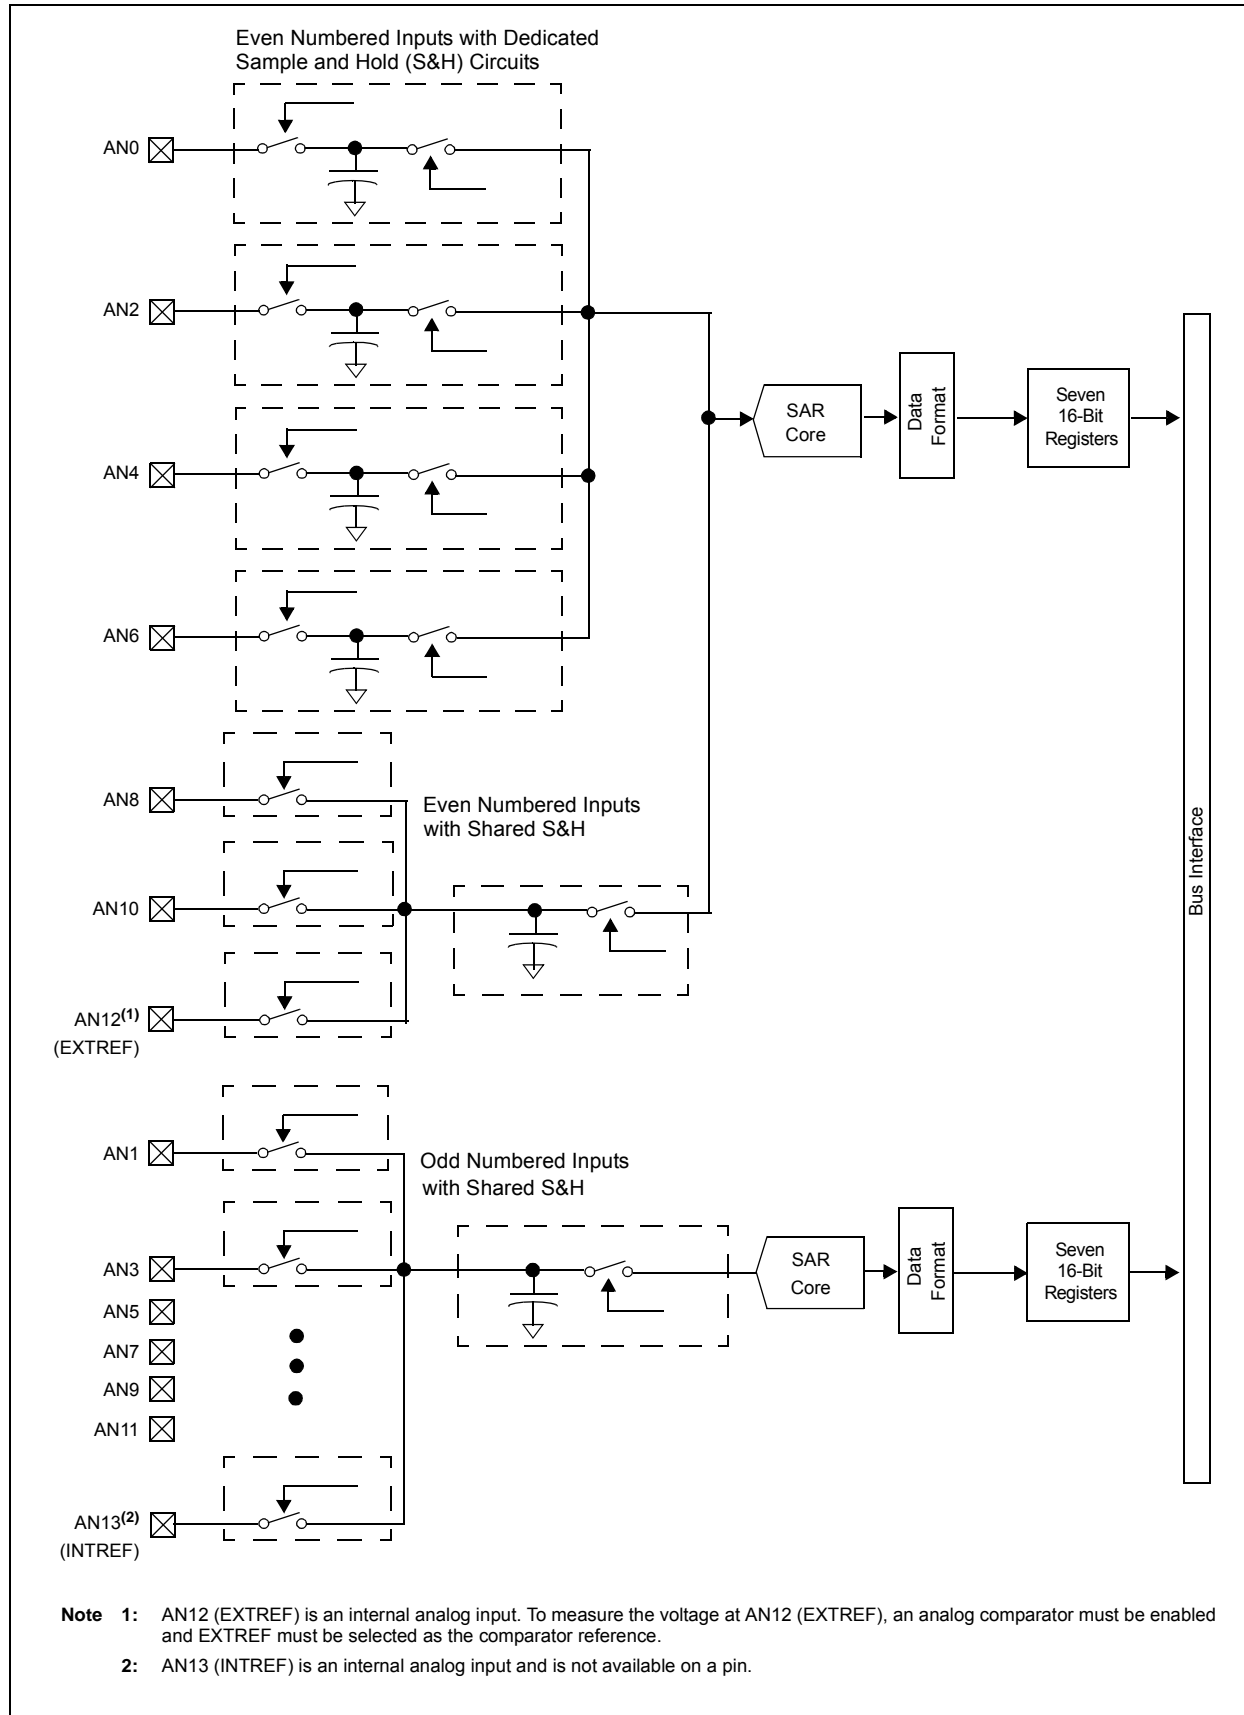 Even Numbered Inputs with Dedicated
Sample and Hold (S&H) Circuits
AN0
AN2
AN4
AN6
SAR
Core
Data
Format
Seven
16-Bit
Registers
Bus Interface
AN8
Even Numbered Inputs
with Shared S&H
AN10
AN12(1)
(EXTREF)
AN1
Odd Numbered Inputs
with Shared S&H
AN3
AN5
AN7
AN9
AN11
SAR
Core
Data
Format
Seven
16-Bit
Registers
AN13(2)
(INTREF)
Note 1: AN12 (EXTREF) is an internal analog input. To measure the voltage at AN12 (EXTREF), an analog comparator must be enabled
and EXTREF must be selected as the comparator reference.
2: AN13 (INTREF) is an internal analog input and is not available on a pin.